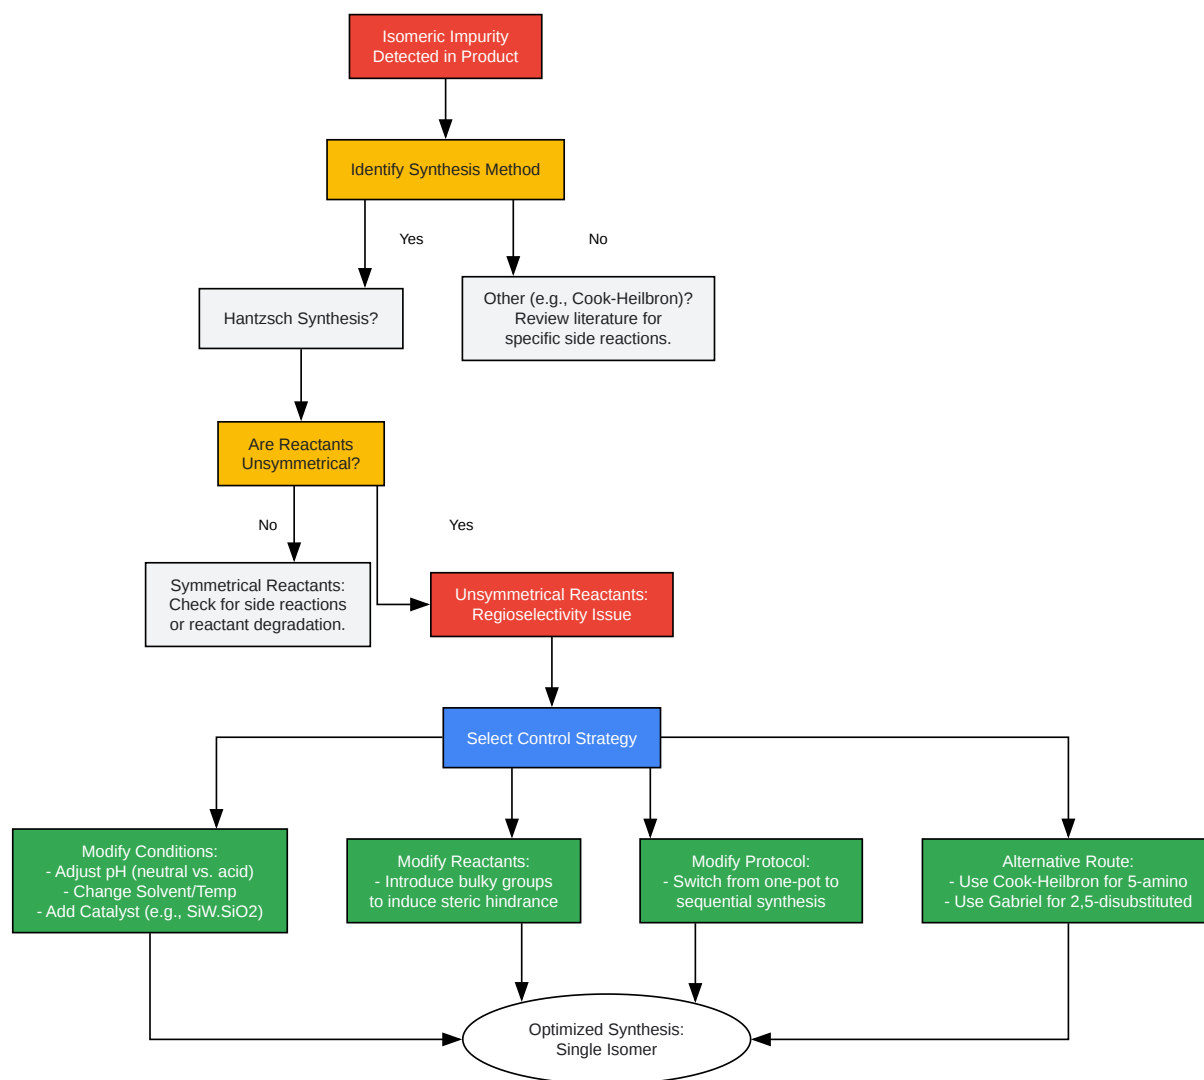 Isomeric Impurity
Detected in Product
Identify Synthesis Method
Yes
No
Hantzsch Synthesis?
Other (e.g., Cook-Heilbron)?
Review literature for
specific side reactions.
Are Reactants
Unsymmetrical?
No
Yes
Symmetrical Reactants:
Check for side reactions
or reactant degradation.
Unsymmetrical Reactants:
Regioselectivity Issue
Select Control Strategy
Modify Conditions:
- Adjust pH (neutral vs. acid)
- Change Solvent/Temp
- Add Catalyst (e.g., SiW.SiO2)
Modify Reactants:
- Introduce bulky groups
to induce steric hindrance
Modify Protocol:
- Switch from one-pot to
sequential synthesis
Alternative Route:
- Use Cook-Heilbron for 5-amino
- Use Gabriel for 2,5-disubstituted
Optimized Synthesis:
Single Isomer